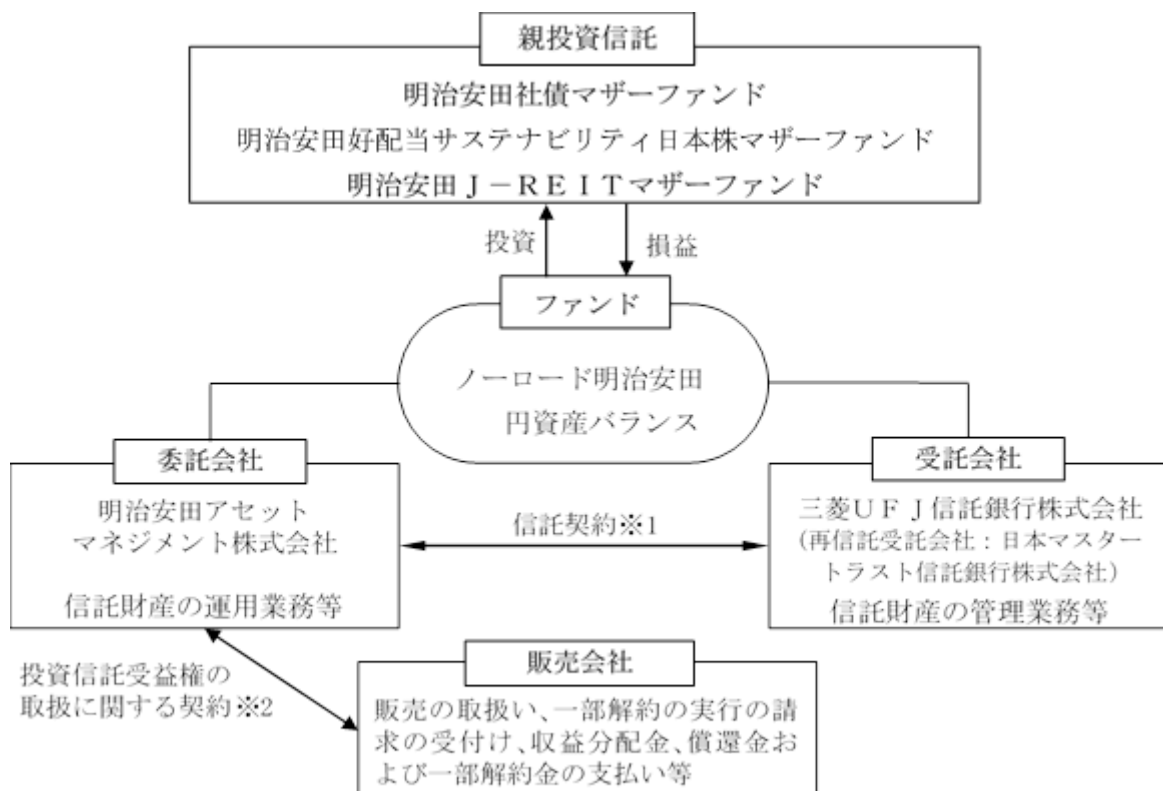 親投資信託
明治安田社債マザーファンド
明治安田好配当サステナビリティ日本株マザーファンド
明治安田J-REITマザーファンド
投資
損益
ファンド
ノーロード明治安田
円資産バランス
委託会社
明治安田アセット
マネジメント株式会社
信託財産の運用業務等
信託契約※1
受託会社
三菱UFJ信託銀行株式会社
(再信託受託会社:日本マスター
トラスト信託銀行株式会社)
信託財産の管理業務等
投資信託受益権の
取扱に関する契約※2
販売会社
販売の取扱い、一部解約の実行の請
求の受付け、収益分配金、償還金お
よび一部解約金の支払い等